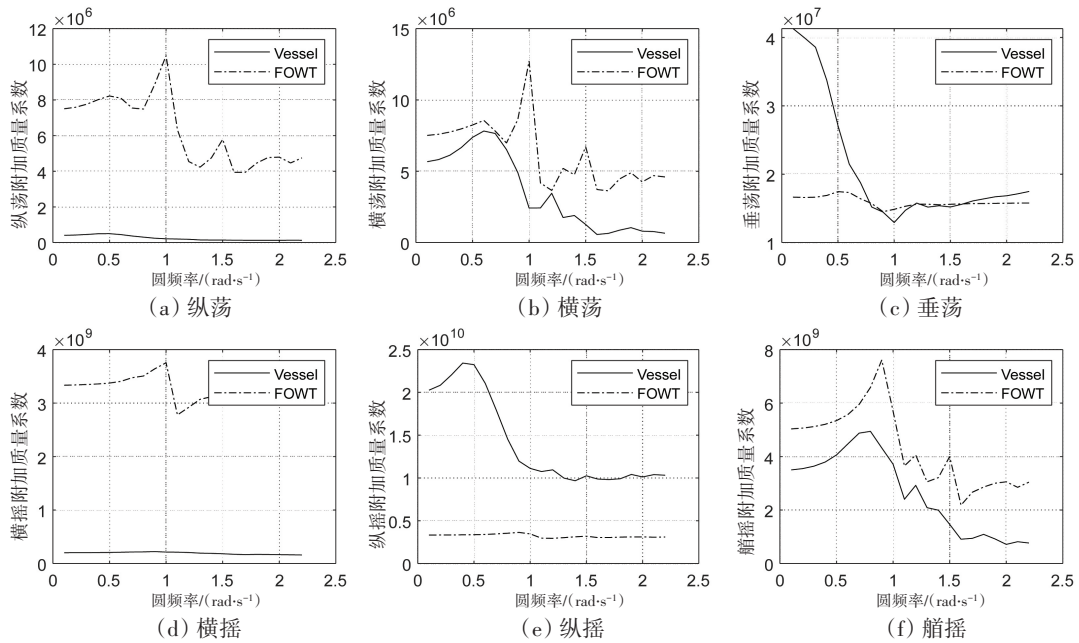 ×10⁶
12
10
8
6
4
2
0
0 0.5 1 1.5 2 2.5
纵荡附加质量系数
Vessel
FOWT
圆频率/(rad·s⁻¹)
(a) 纵荡
×10⁶
15
10
5
0
0 0.5 1 1.5 2 2.5
横荡附加质量系数
Vessel
FOWT
圆频率/(rad·s⁻¹)
(b) 横荡
×10⁷
4
3
2
1
0 0.5 1 1.5 2 2.5
垂荡附加质量系数
Vessel
FOWT
圆频率/(rad·s⁻¹)
(c) 垂荡
×10⁹
4
3
2
1
0
0 0.5 1 1.5 2 2.5
横摇附加质量系数
Vessel
FOWT
圆频率/(rad·s⁻¹)
(d) 横摇
×10¹⁰
2.5
2
1.5
1
0.5
0
0 0.5 1 1.5 2 2.5
纵摇附加质量系数
Vessel
FOWT
圆频率/(rad·s⁻¹)
(e) 纵摇
×10⁹
8
6
4
2
0
0 0.5 1 1.5 2 2.5
艏摇附加质量系数
Vessel
FOWT
圆频率/(rad·s⁻¹)
(f) 艏摇